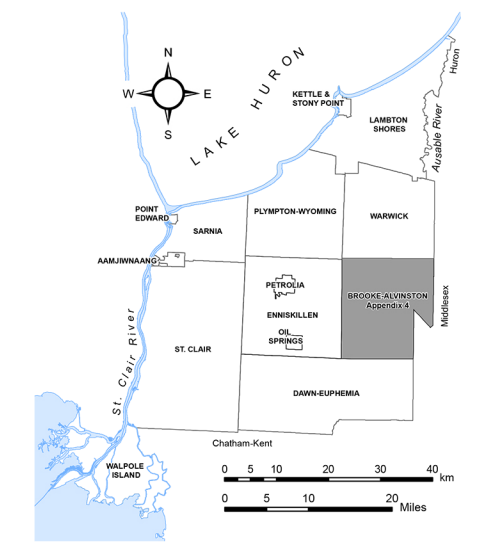 N
W
E
S
LAKE HURON
Huron
KETTLE &
STONY POINT
LAMBTON
SHORES
Ausable River
POINT
EDWARD
SARNIA
PLYMPTON-WYOMING
WARWICK
AAMJIWNAANG
PETROLIA
BROOKE-ALVINSTON
Appendix 4
Middlesex
ENNISKILLEN
OIL
SPRINGS
St. Clair River
ST. CLAIR
DAWN-EUPHEMIA
Chatham-Kent
WALPOLE
ISLAND
0 5 10 20 30 40
km
0 5 10 20
Miles